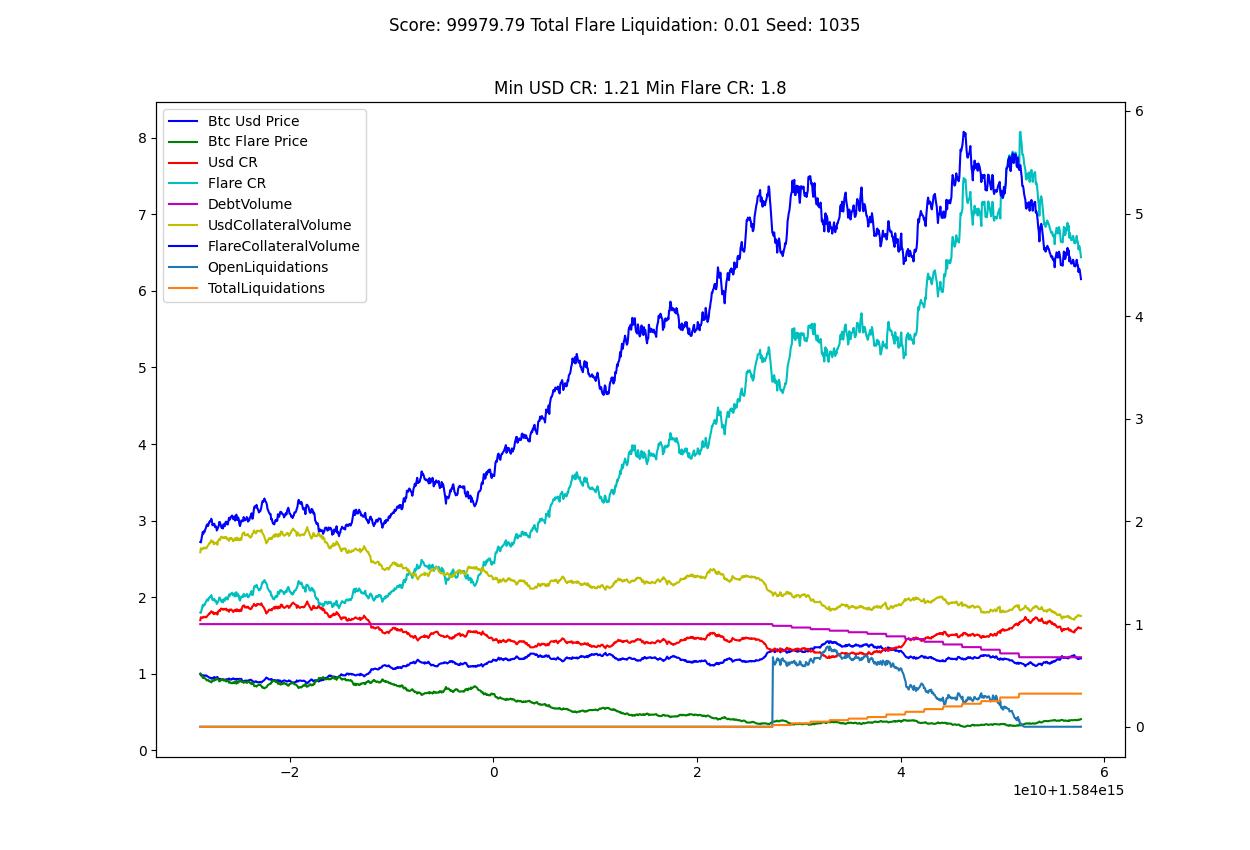 Score: 99979.79 Total Flare Liquidation: 0.01 Seed: 1035
Min USD CR: 1.21 Min Flare CR: 1.8
Btc Usd Price
Btc Flare Price
Usd CR
Flare CR
DebtVolume
UsdCollateralVolume
FlareCollateralVolume
OpenLiquidations
TotalLiquidations
8
7
6
5
4
3
2
1
0
6
5
4
3
2
1
0
−2
0
2
4
6
1e10+1.584e15